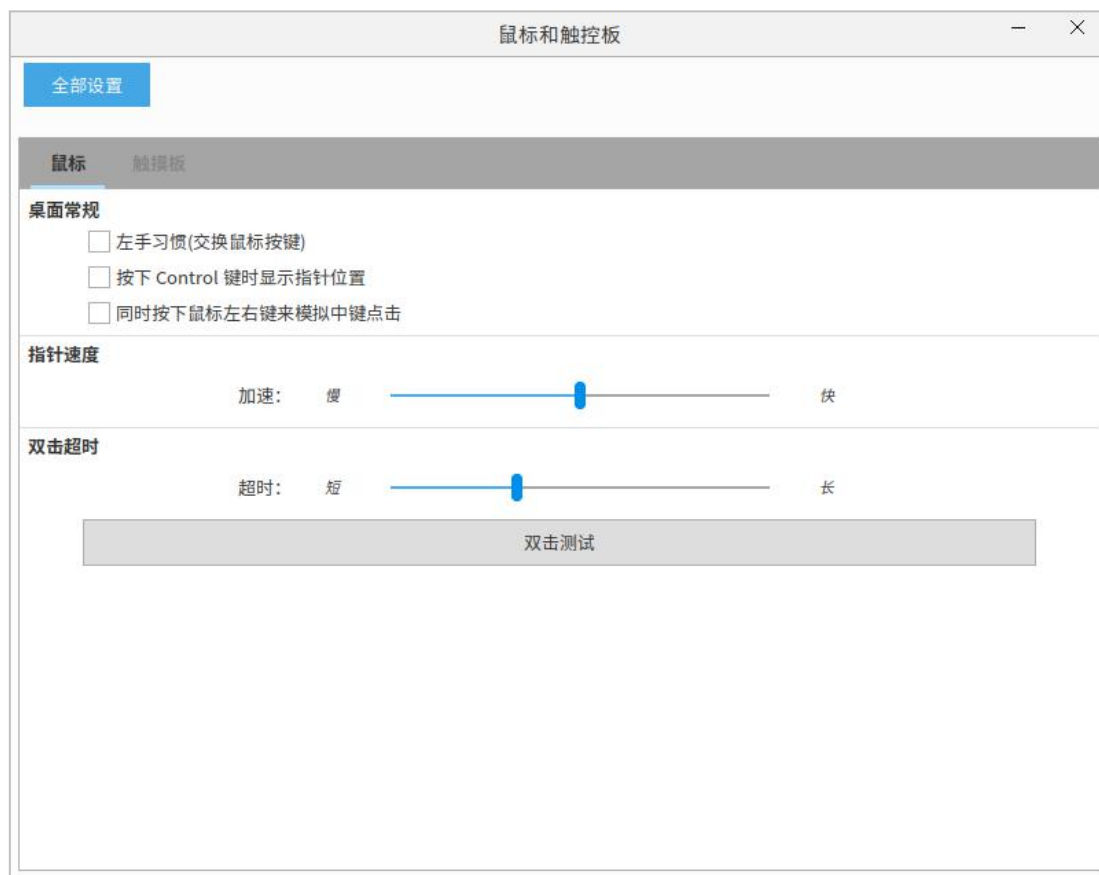 鼠标和触控板
全部设置
鼠标 触摸板
桌面常规
左手习惯(交换鼠标按键)
按下 Control 键时显示指针位置
同时按下鼠标左右键来模拟中键点击
指针速度
加速： 慢 快
双击超时
超时： 短 长
双击测试